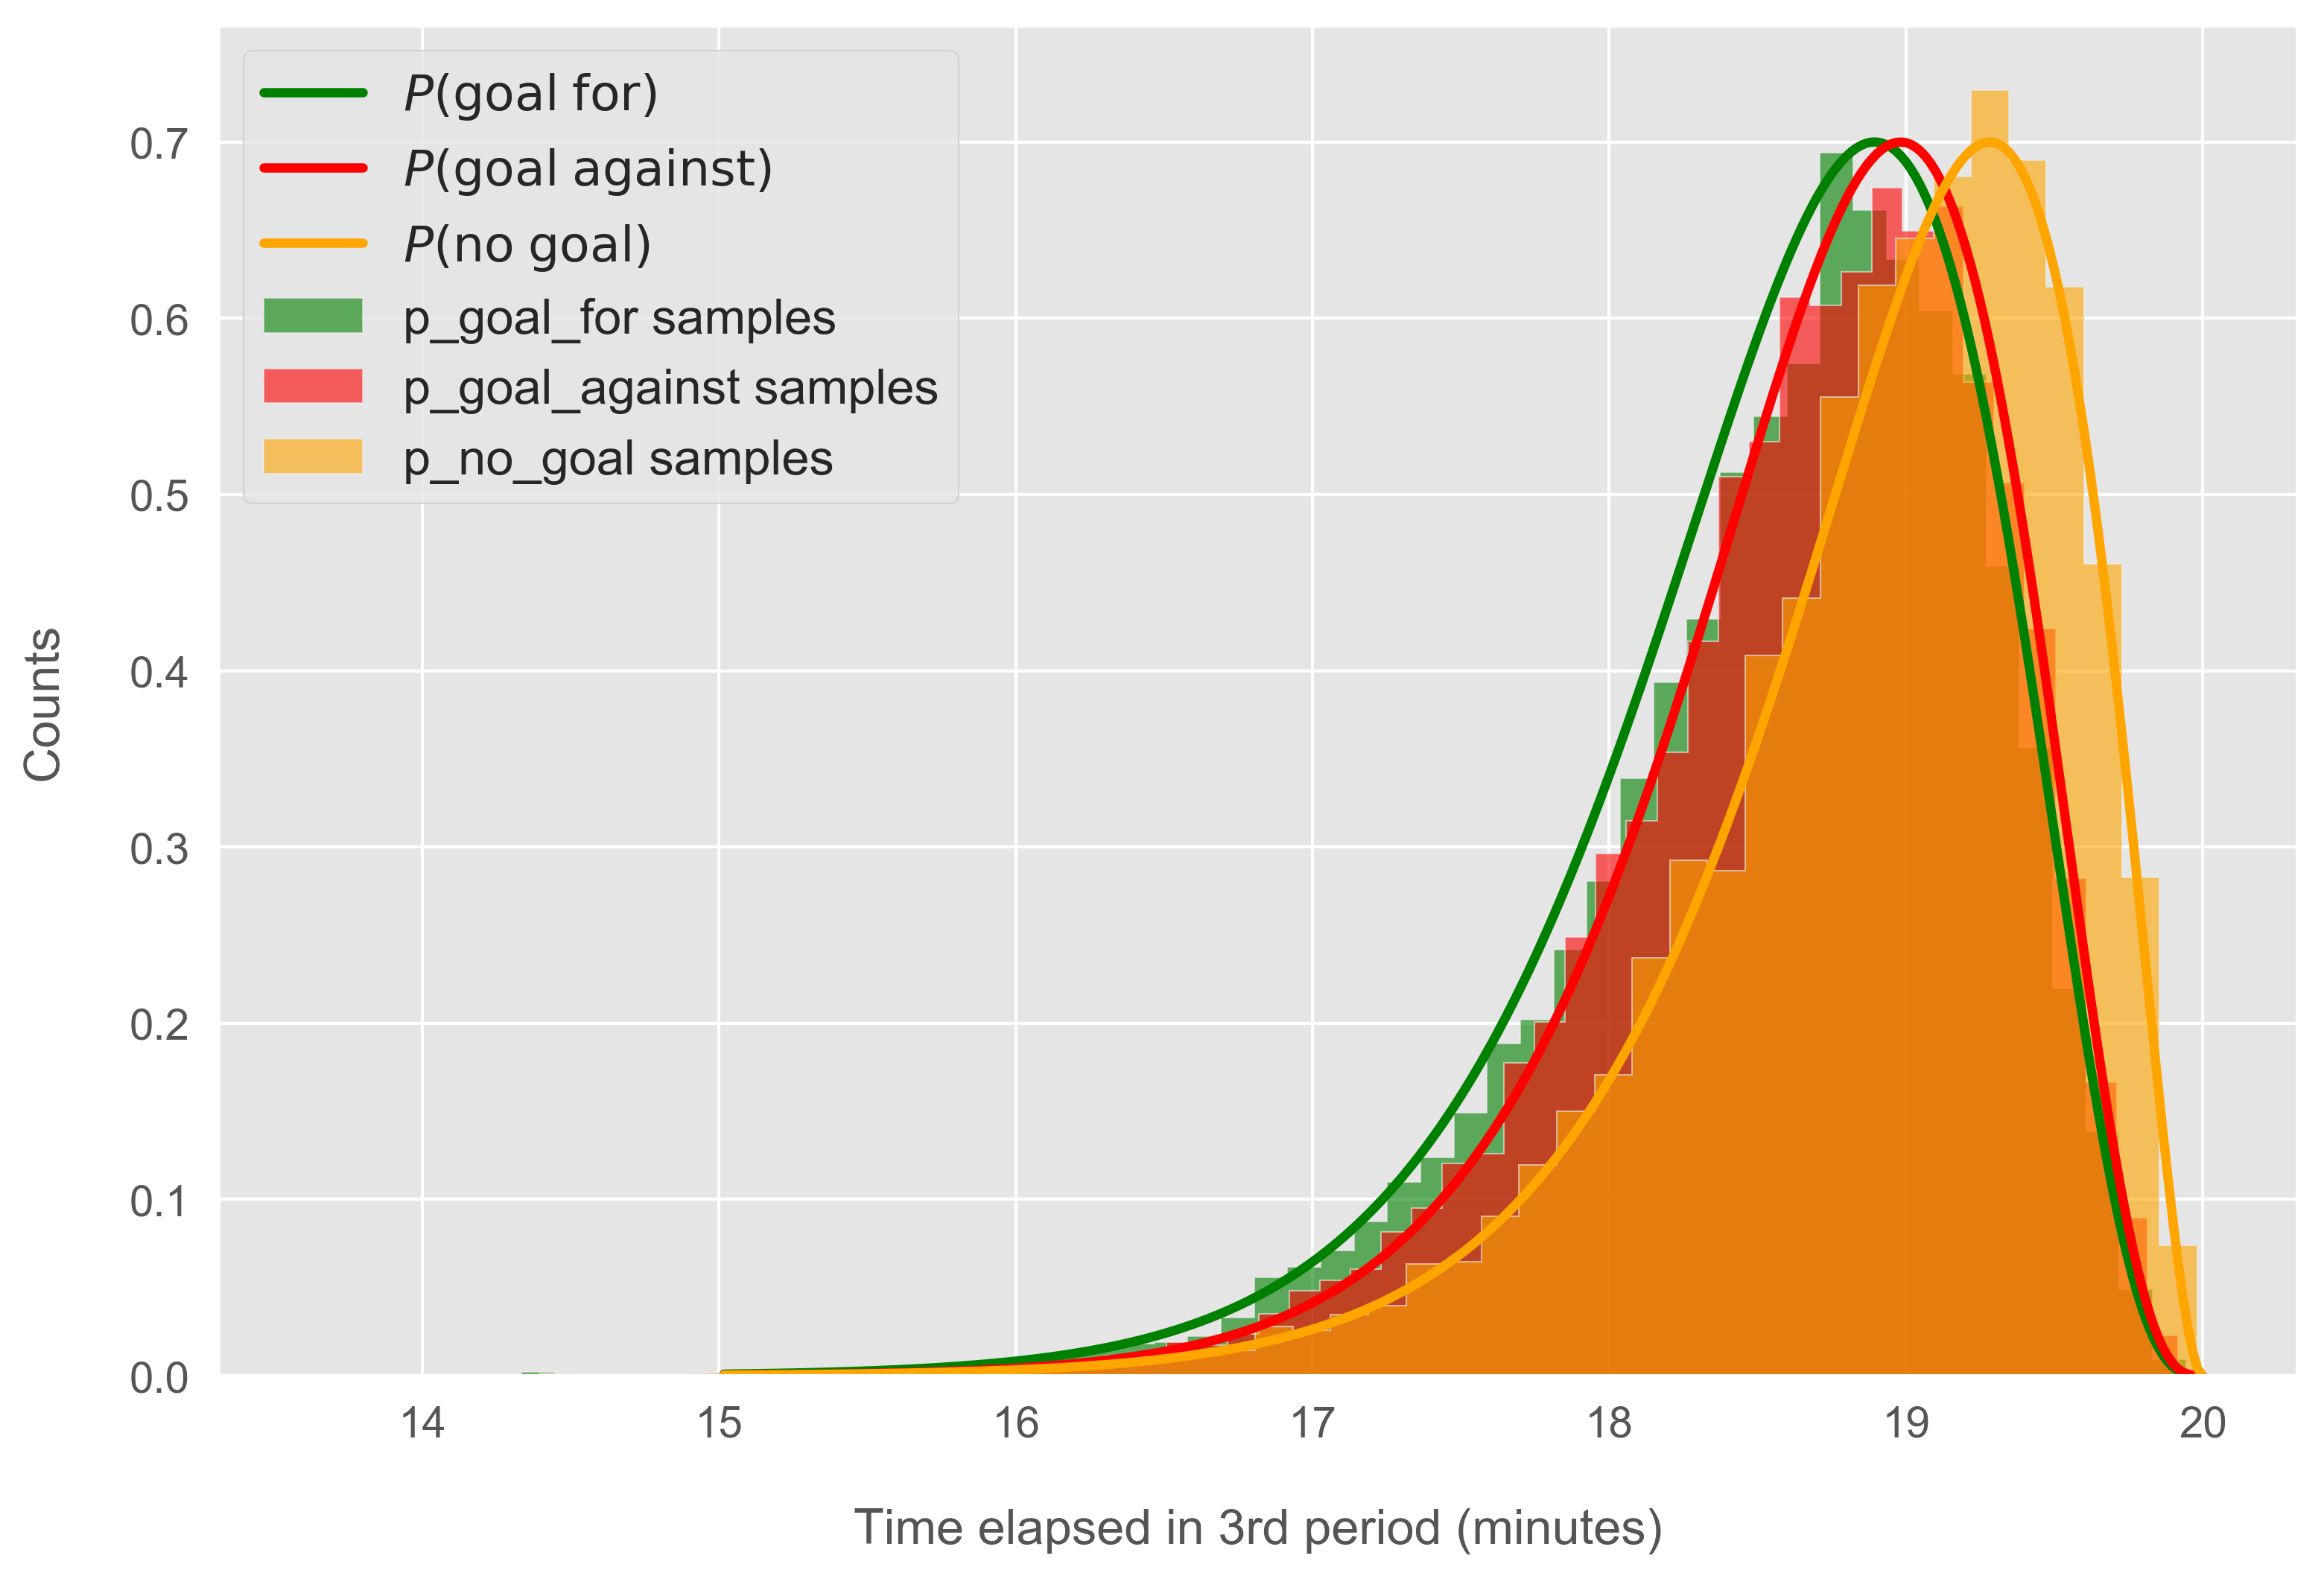 P(goal for)
P(goal against)
P(no goal)
p_goal_for samples
p_goal_against samples
p_no_goal samples
0.7
0.6
0.5
0.4
0.3
0.2
0.1
0.0
Counts
14 15 16 17 18 19 20
Time elapsed in 3rd period (minutes)